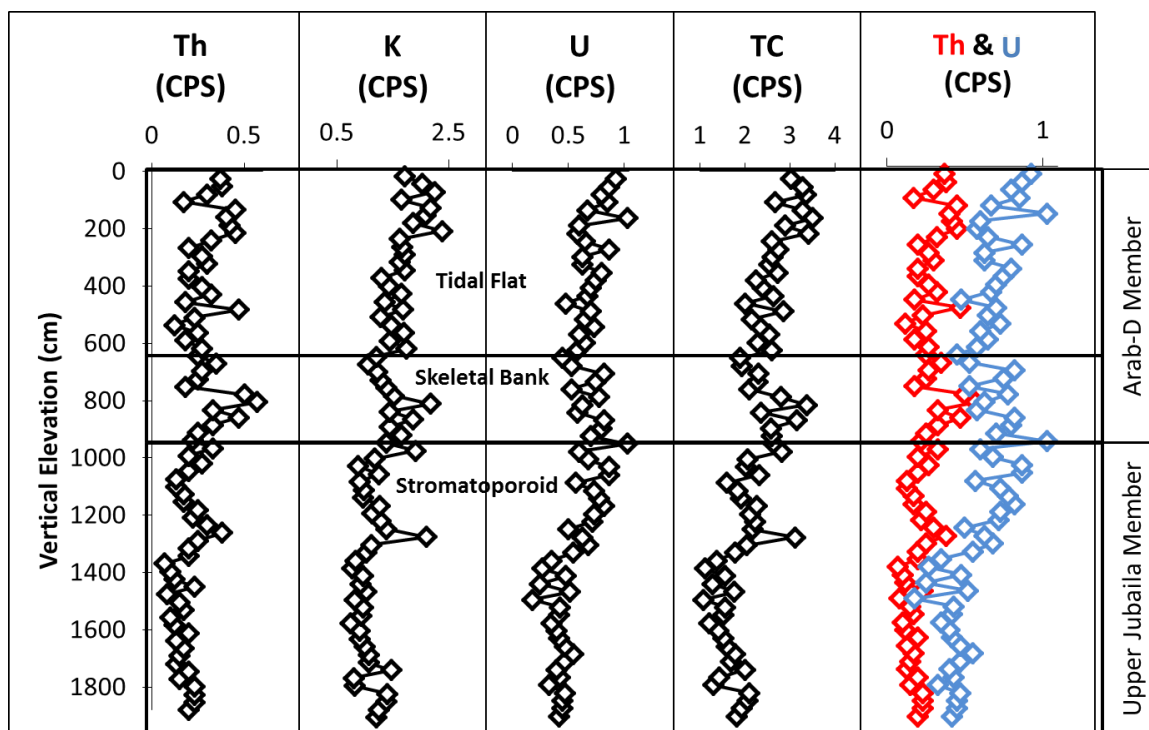 Th K U TC Th & U
(CPS) (CPS) (CPS) (CPS) (CPS)
0 0.5 0.5 2.5 0 0.5 1 1 2 3 4 0 1
0
200
400
600
800
1000
1200
1400
1600
1800
Vertical Elevation (cm)
Tidal Flat
Skeletal Bank
Stromatoporoid
Arab-D Member
Upper Jubaila Member